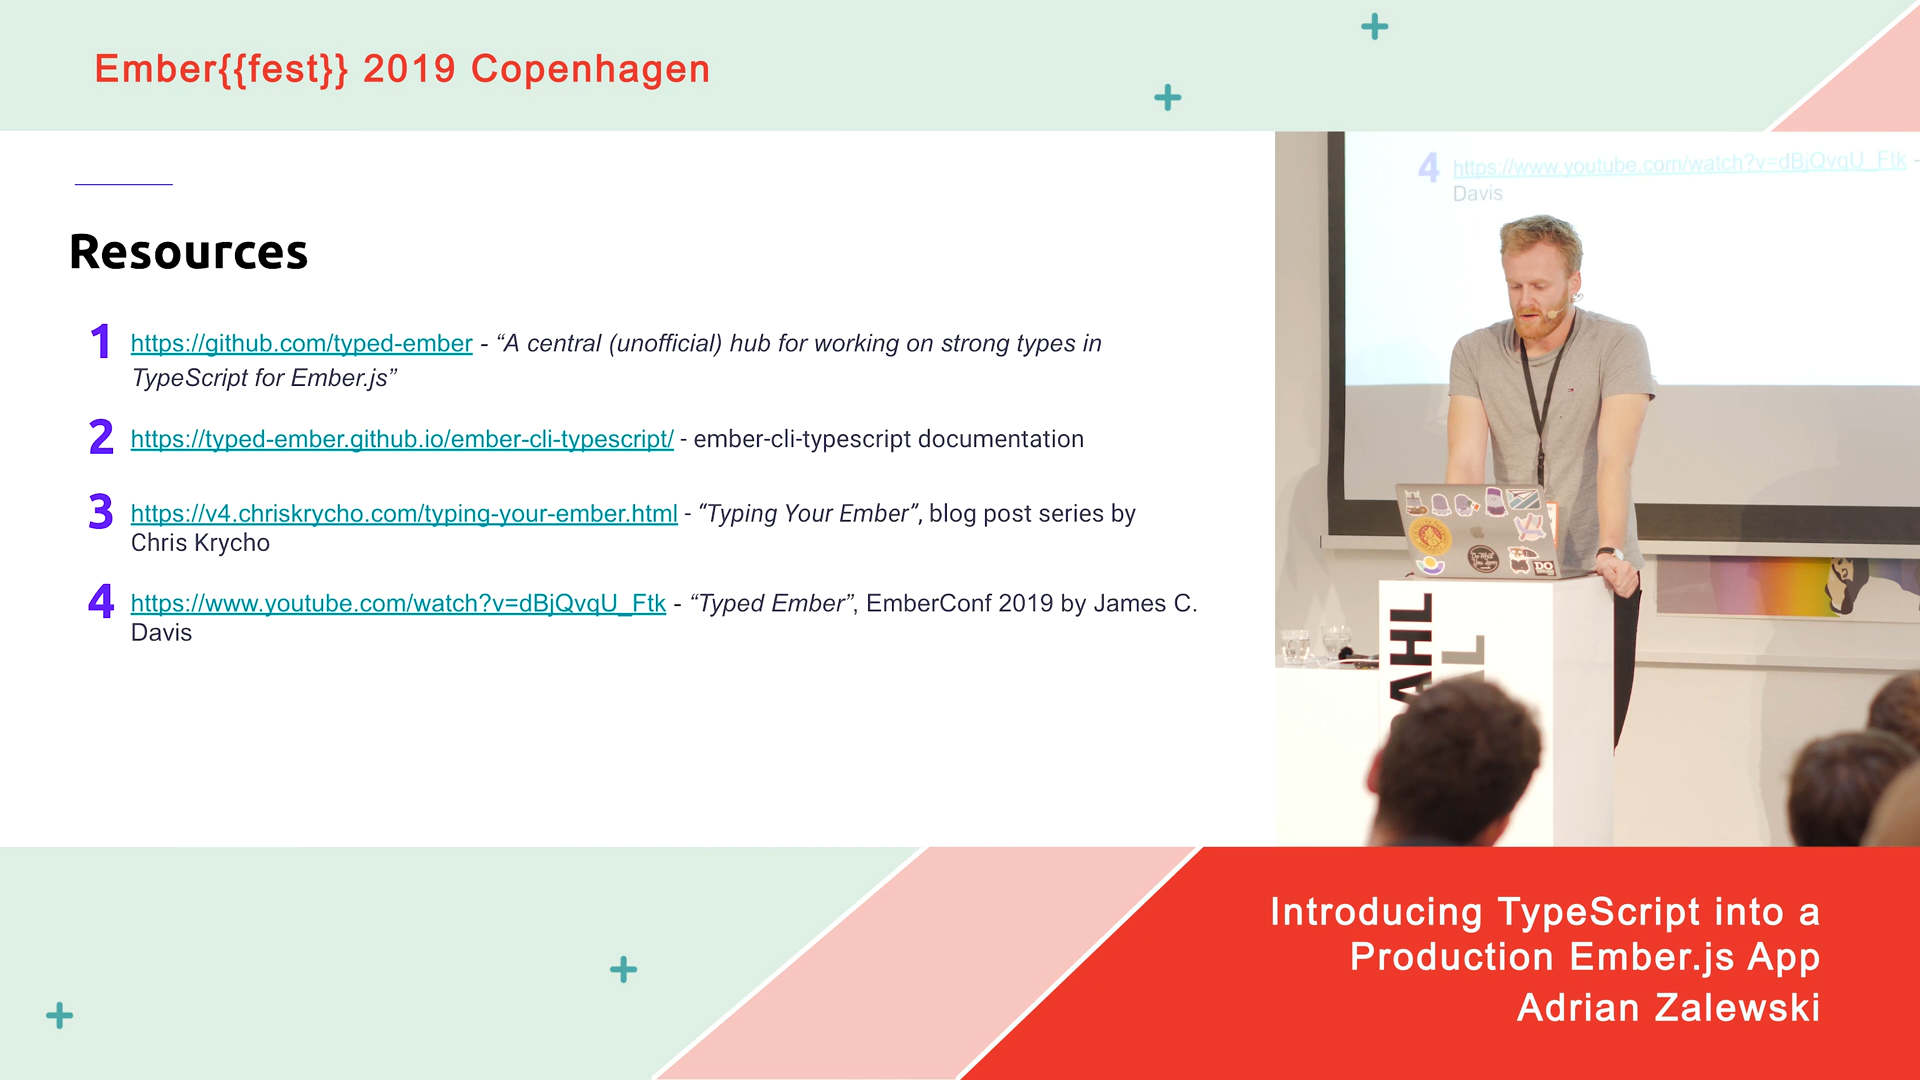 Ember{{fest}} 2019 Copenhagen
Resources
1 https://github.com/typed-ember - “A central (unofficial) hub for working on strong types in
TypeScript for Ember.js”
2 https://typed-ember.github.io/ember-cli-typescript/ - ember-cli-typescript documentation
3 https://v4.chriskrycho.com/typing-your-ember.html - “Typing Your Ember”, blog post series by
Chris Krycho
4 https://www.youtube.com/watch?v=dBjQvqU_Ftk - “Typed Ember”, EmberConf 2019 by James C.
Davis
4 https://www.youtube.com/watch?v=dBjQvqU_Ftk -
Davis
DO
Introducing TypeScript into a
Production Ember.js App
Adrian Zalewski